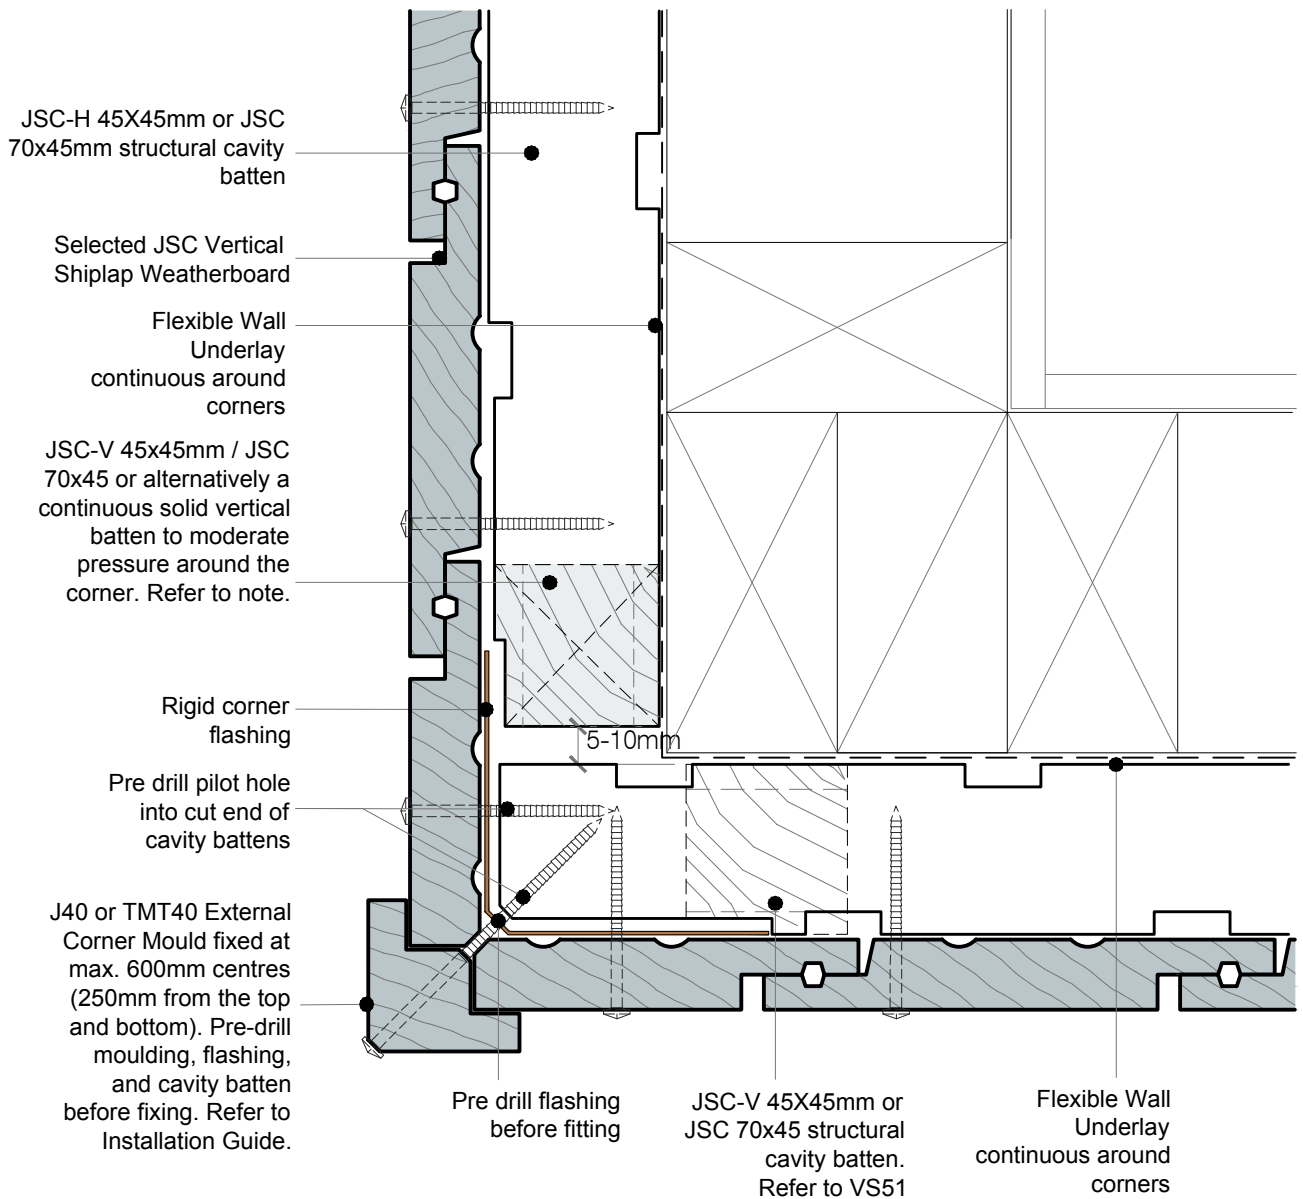 JSC-H 45X45mm or JSC
70x45mm structural cavity
batten
Selected JSC Vertical
Shiplap Weatherboard
Flexible Wall
Underlay
continuous around
corners
JSC-V 45x45mm / JSC
70x45 or alternatively a
continuous solid vertical
batten to moderate
pressure around the
corner. Refer to note.
Rigid corner
flashing
5-10mm
Pre drill pilot hole
into cut end of
cavity battens
J40 or TMT40 External
Corner Mould fixed at
max. 600mm centres
(250mm from the top
and bottom). Pre-drill
moulding, flashing,
and cavity batten
before fixing. Refer to
Installation Guide.
Pre drill flashing
before fitting
JSC-V 45X45mm or
JSC 70x45 structural
cavity batten.
Refer to VS51
Flexible Wall
Underlay
continuous around
corners